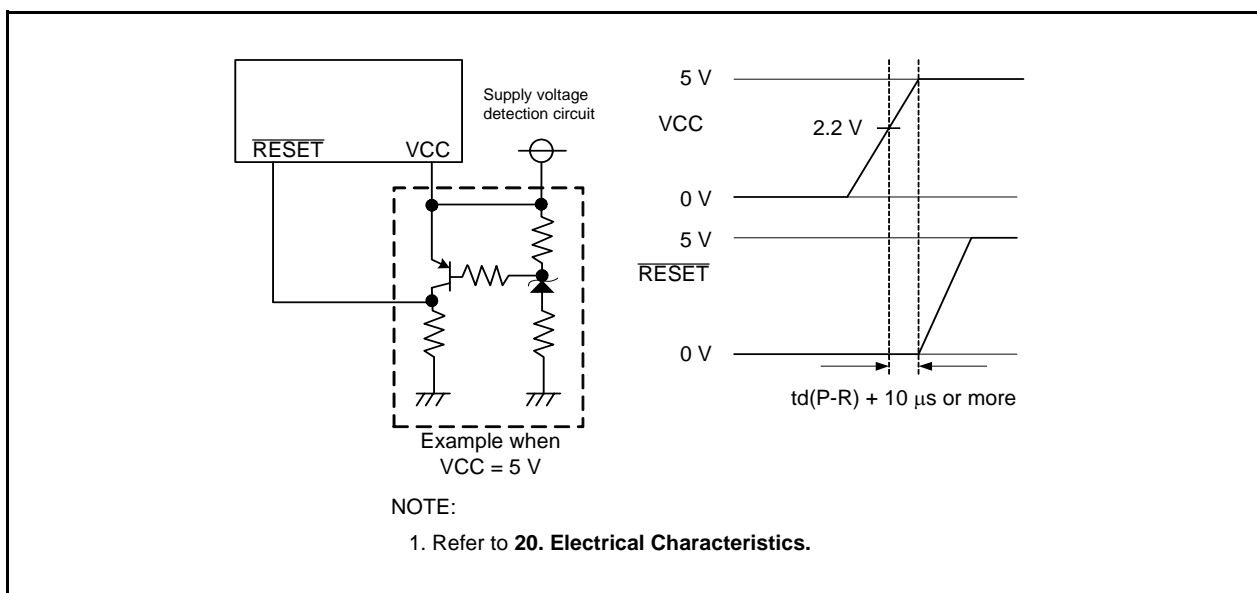 Supply voltage
detection circuit
RESET
VCC
Example when
VCC = 5 V
5 V
VCC
2.2 V
0 V
5 V
RESET
0 V
td(P-R) + 10 μs or more
NOTE:
1. Refer to 20. Electrical Characteristics.